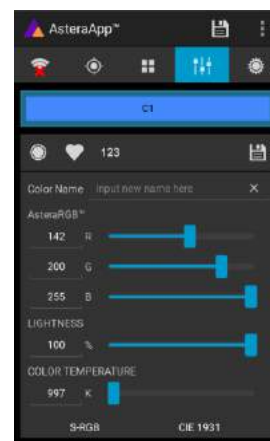 AsteraApp™
C1
123
Color Name Input new name here ×
AsteraRGB™
142 R
200 G
255 B
LIGHTNESS
100 %
COLOR TEMPERATURE
997 K
S-RGB CIE 1931